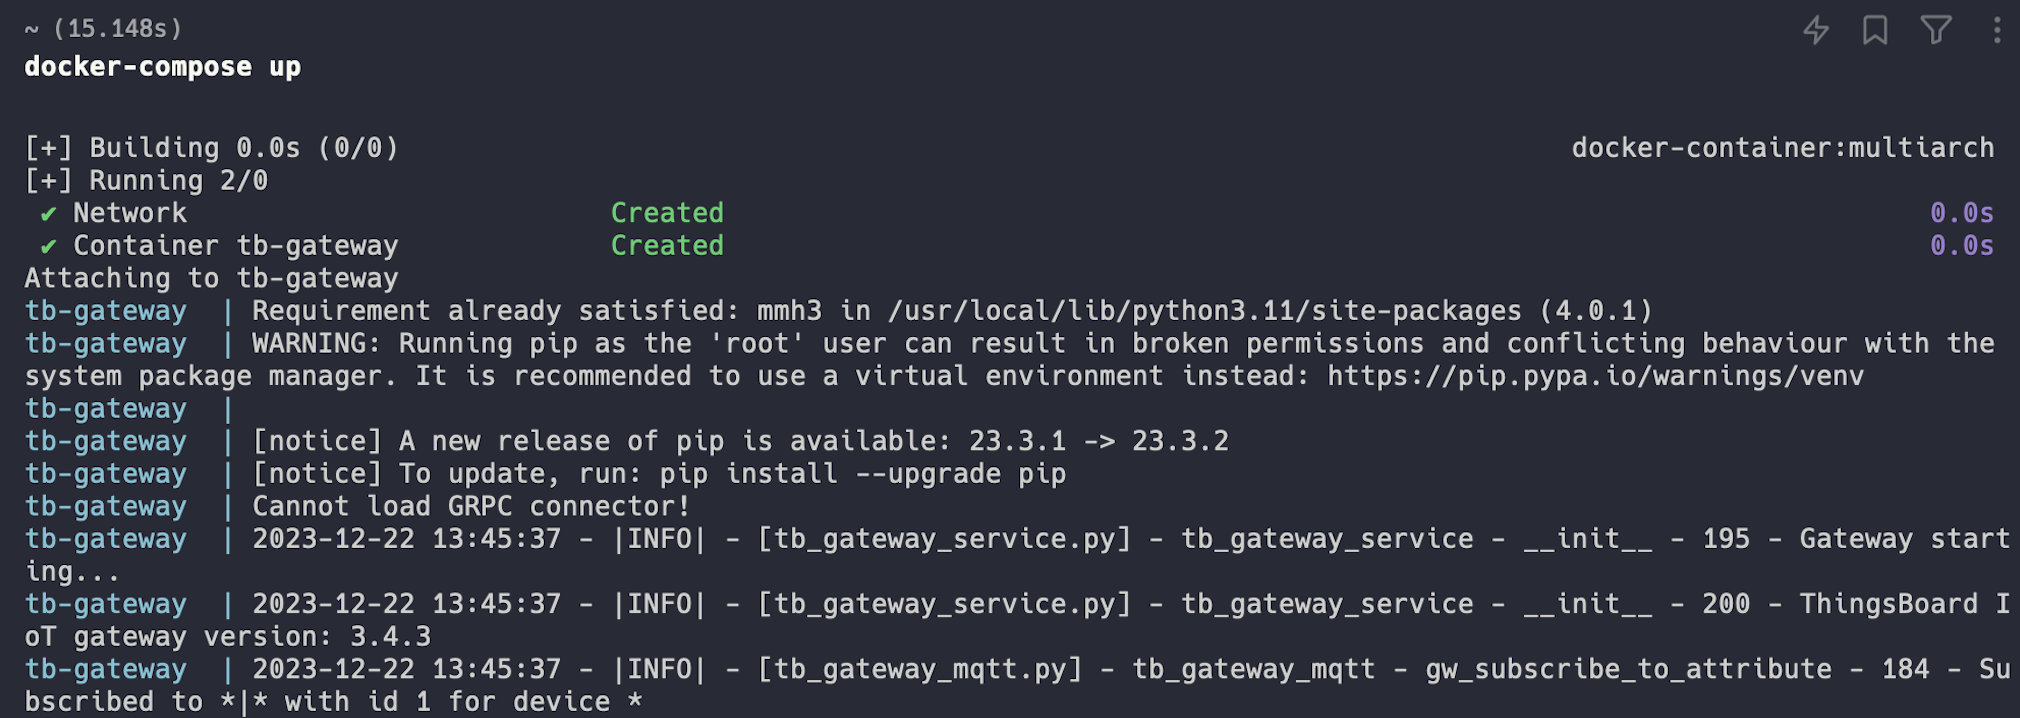 ~ (15.148s)
docker-compose up
[+] Building 0.0s (0/0) docker-container:multiarch
[+] Running 2/0
✔ Network Created 0.0s
✔ Container tb-gateway Created 0.0s
Attaching to tb-gateway
tb-gateway | Requirement already satisfied: mmh3 in /usr/local/lib/python3.11/site-packages (4.0.1)
tb-gateway | WARNING: Running pip as the 'root' user can result in broken permissions and conflicting behaviour with the
system package manager. It is recommended to use a virtual environment instead: https://pip.pypa.io/warnings/venv
tb-gateway |
tb-gateway | [notice] A new release of pip is available: 23.3.1 -> 23.3.2
tb-gateway | [notice] To update, run: pip install --upgrade pip
tb-gateway | Cannot load GRPC connector!
tb-gateway | 2023-12-22 13:45:37 - |INFO| - [tb_gateway_service.py] - tb_gateway_service - __init__ - 195 - Gateway start
ing...
tb-gateway | 2023-12-22 13:45:37 - |INFO| - [tb_gateway_service.py] - tb_gateway_service - __init__ - 200 - ThingsBoard I
oT gateway version: 3.4.3
tb-gateway | 2023-12-22 13:45:37 - |INFO| - [tb_gateway_mqtt.py] - tb_gateway_mqtt - gw_subscribe_to_attribute - 184 - Su
bscribed to *|* with id 1 for device *